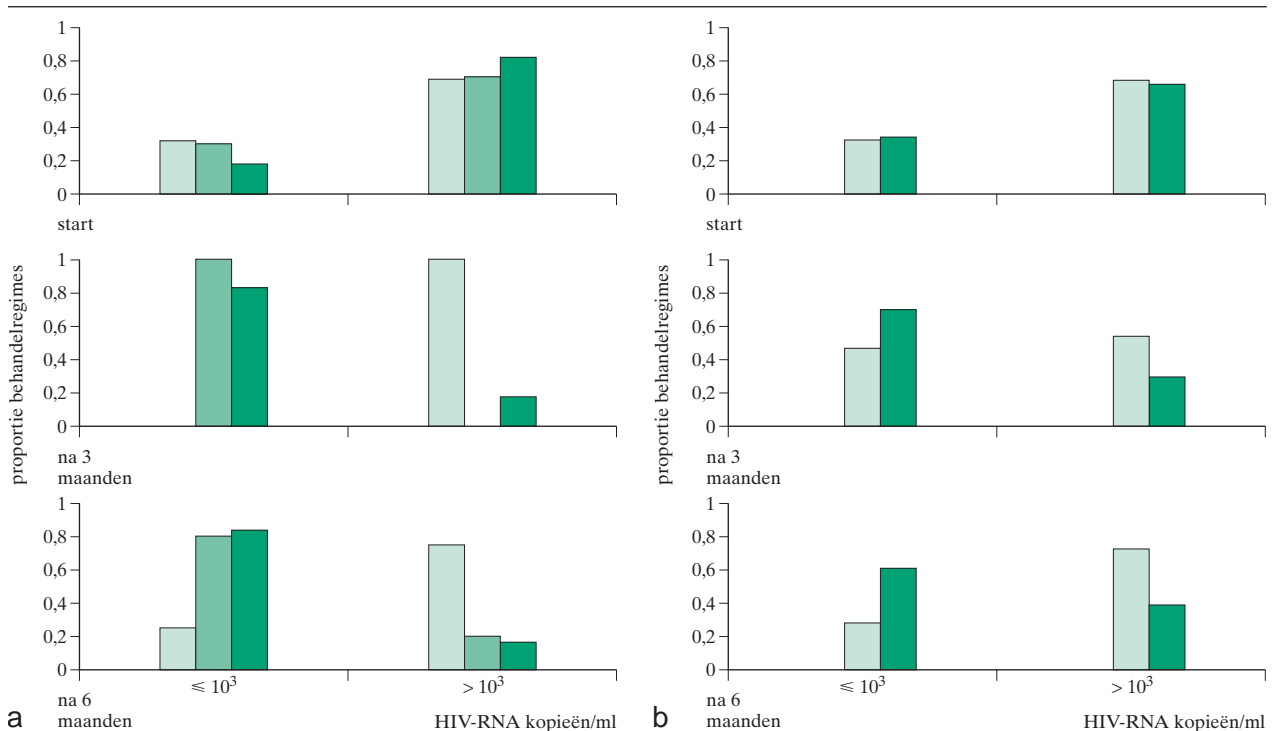 proportie behandelregimes
1
0,8
0,6
0,4
0,2
0
start
1
0,8
0,6
0,4
0,2
0
na 3
maanden
1
0,8
0,6
0,4
0,2
0
⩽ 10³
> 10³
na 6
maanden
HIV-RNA kopieën/ml
a
proportie behandelregimes
1
0,8
0,6
0,4
0,2
0
start
1
0,8
0,6
0,4
0,2
0
na 3
maanden
1
0,8
0,6
0,4
0,2
0
⩽ 10³
> 10³
na 6
maanden
HIV-RNA kopieën/ml
b